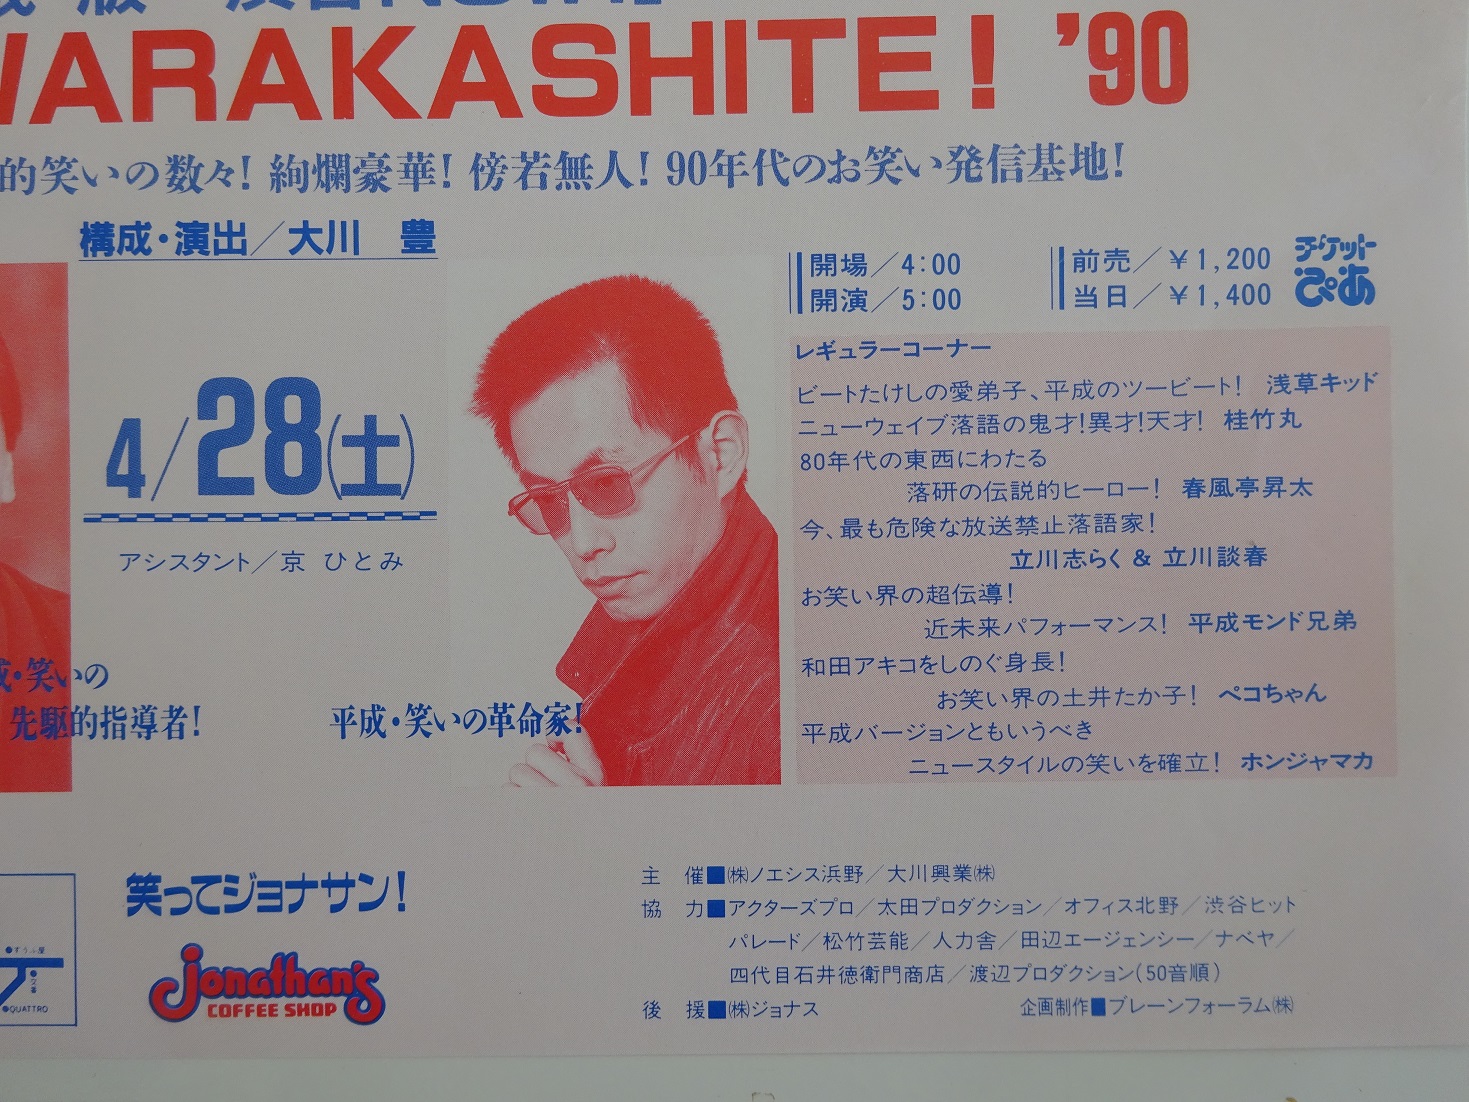 WARAKASHITE! '90
的笑いの数々! 絢爛豪華! 傍若無人! 90年代のお笑い発信基地!
構成・演出/大川 豊
開場/4:00
開演/5:00
前売/¥1,200
当日/¥1,400
チケット
ぴあ
4/28(土)
アシスタント/京 ひとみ
成・笑いの
先駆的指導者!
平成・笑いの革命家!
レギュラーコーナー
ビートたけしの愛弟子、平成のツービート! 浅草キッド
ニューウェイブ落語の鬼才!異才!天才! 桂竹丸
80年代の東西にわたる
落研の伝説的ヒーロー! 春風亭昇太
今、最も危険な放送禁止落語家!
立川志らく & 立川談春
お笑い界の超伝導!
近未来パフォーマンス! 平成モンド兄弟
和田アキコをしのぐ身長!
お笑い界の土井たか子! ペコちゃん
平成バージョンともいうべき
ニュースタイルの笑いを確立! ホンジャマカ
QUATTRO
笑ってジョナサン!
jonathan's
COFFEE SHOP
主 催■㈱ノエシス浜野/大川興業㈱
協 力■アクターズプロ/太田プロダクション/オフィス北野/渋谷ヒット
パレード/松竹芸能/人力舎/田辺エージェンシー/ナベヤ/
四代目石井徳衛門商店/渡辺プロダクション(50音順)
後 援■㈱ジョナス
企画制作■ブレーンフォーラム㈱